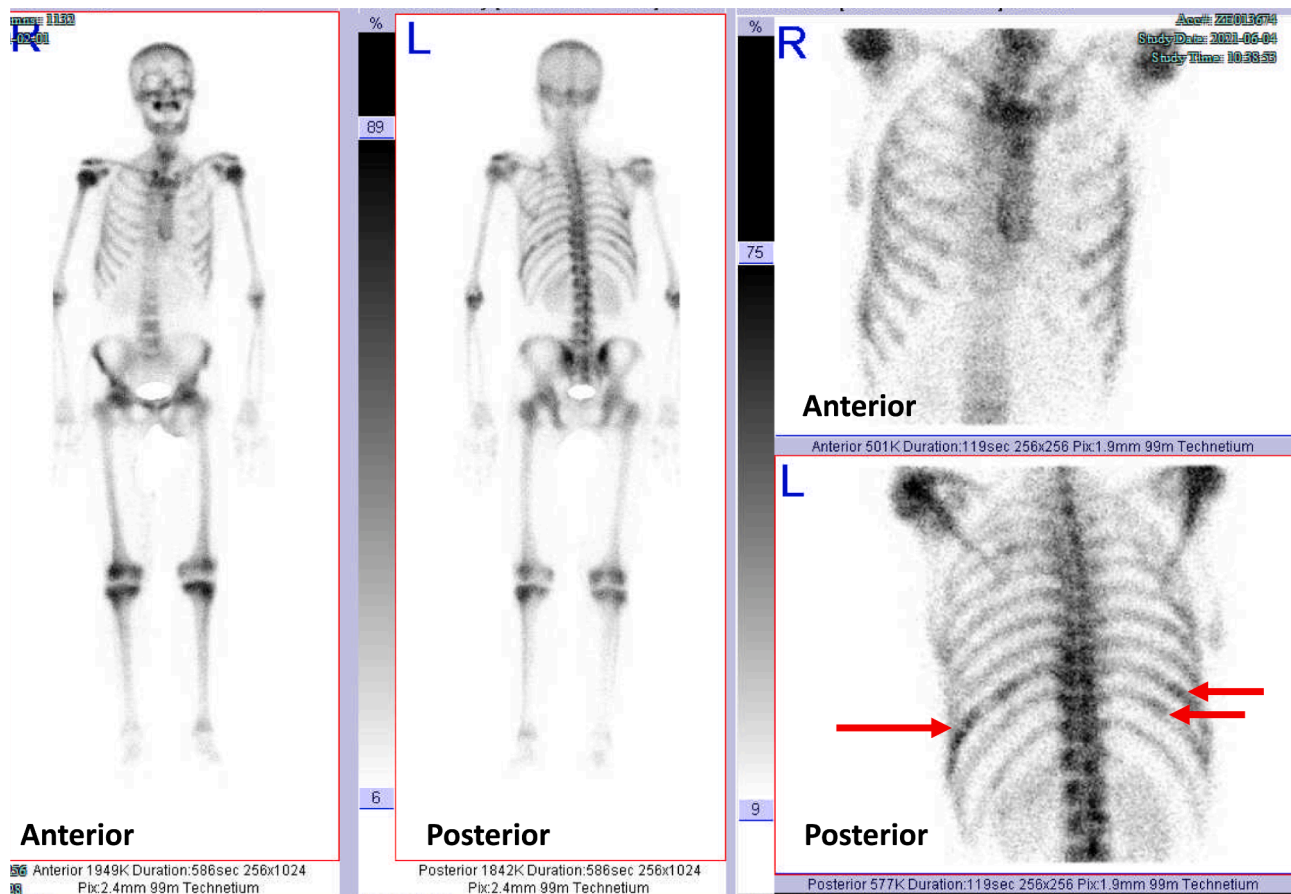 R
%
89
6
L
%
75
9
R
Acc#: ZE013674
Study Date: 2021-06-04
Study Time: 10:38:53
Anterior
Anterior 501K Duration:119sec 256x256 Pix:1.9mm 99m Technetium
L
Anterior
Posterior
Posterior
Anterior 1949K Duration:586sec 256x1024
Pix:2.4mm 99m Technetium
Posterior 1842K Duration:586sec 256x1024
Pix:2.4mm 99m Technetium
Posterior 577K Duration:119sec 256x256 Pix:1.9mm 99m Technetium